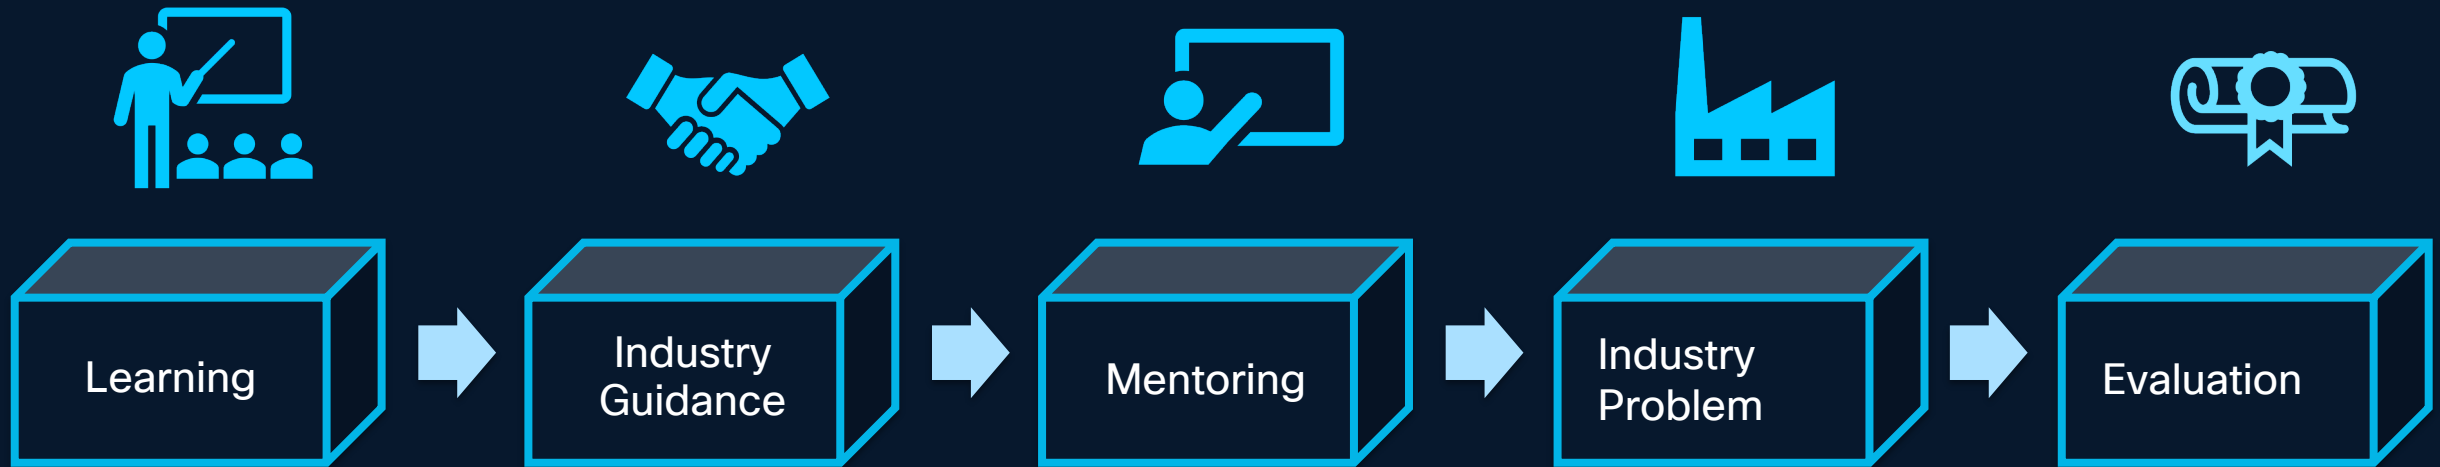 Learning
Industry
Guidance
Mentoring
Industry
Problem
Evaluation